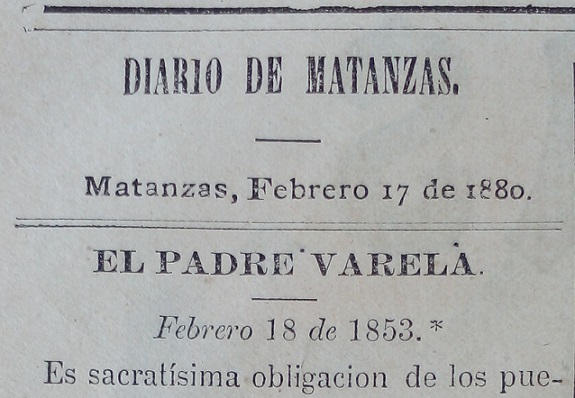 DIARIO DE MATANZAS.
Matanzas, Febrero 17 de 1880.
EL PADRE VARELA.
Febrero 18 de 1853.*
Es sacratísima obligacion de los pue-